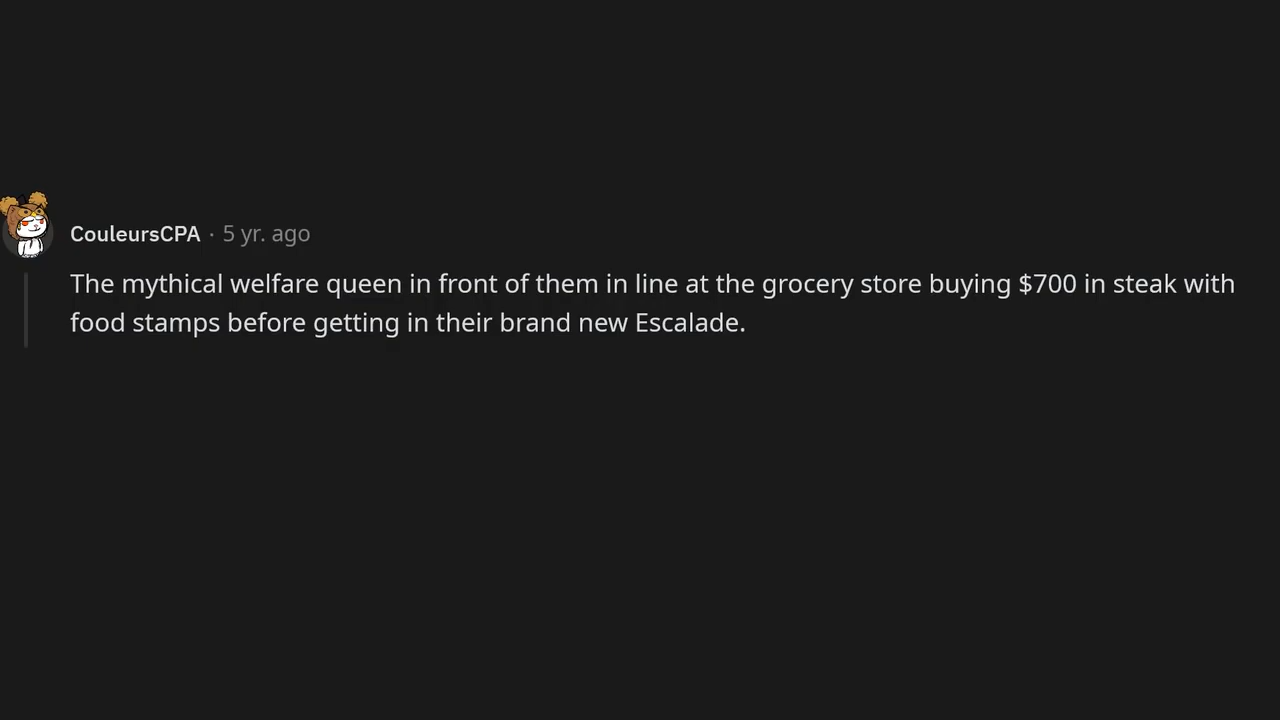 CouleursCPA · 5 yr. ago
The mythical welfare queen in front of them in line at the grocery store buying $700 in steak with
food stamps before getting in their brand new Escalade.